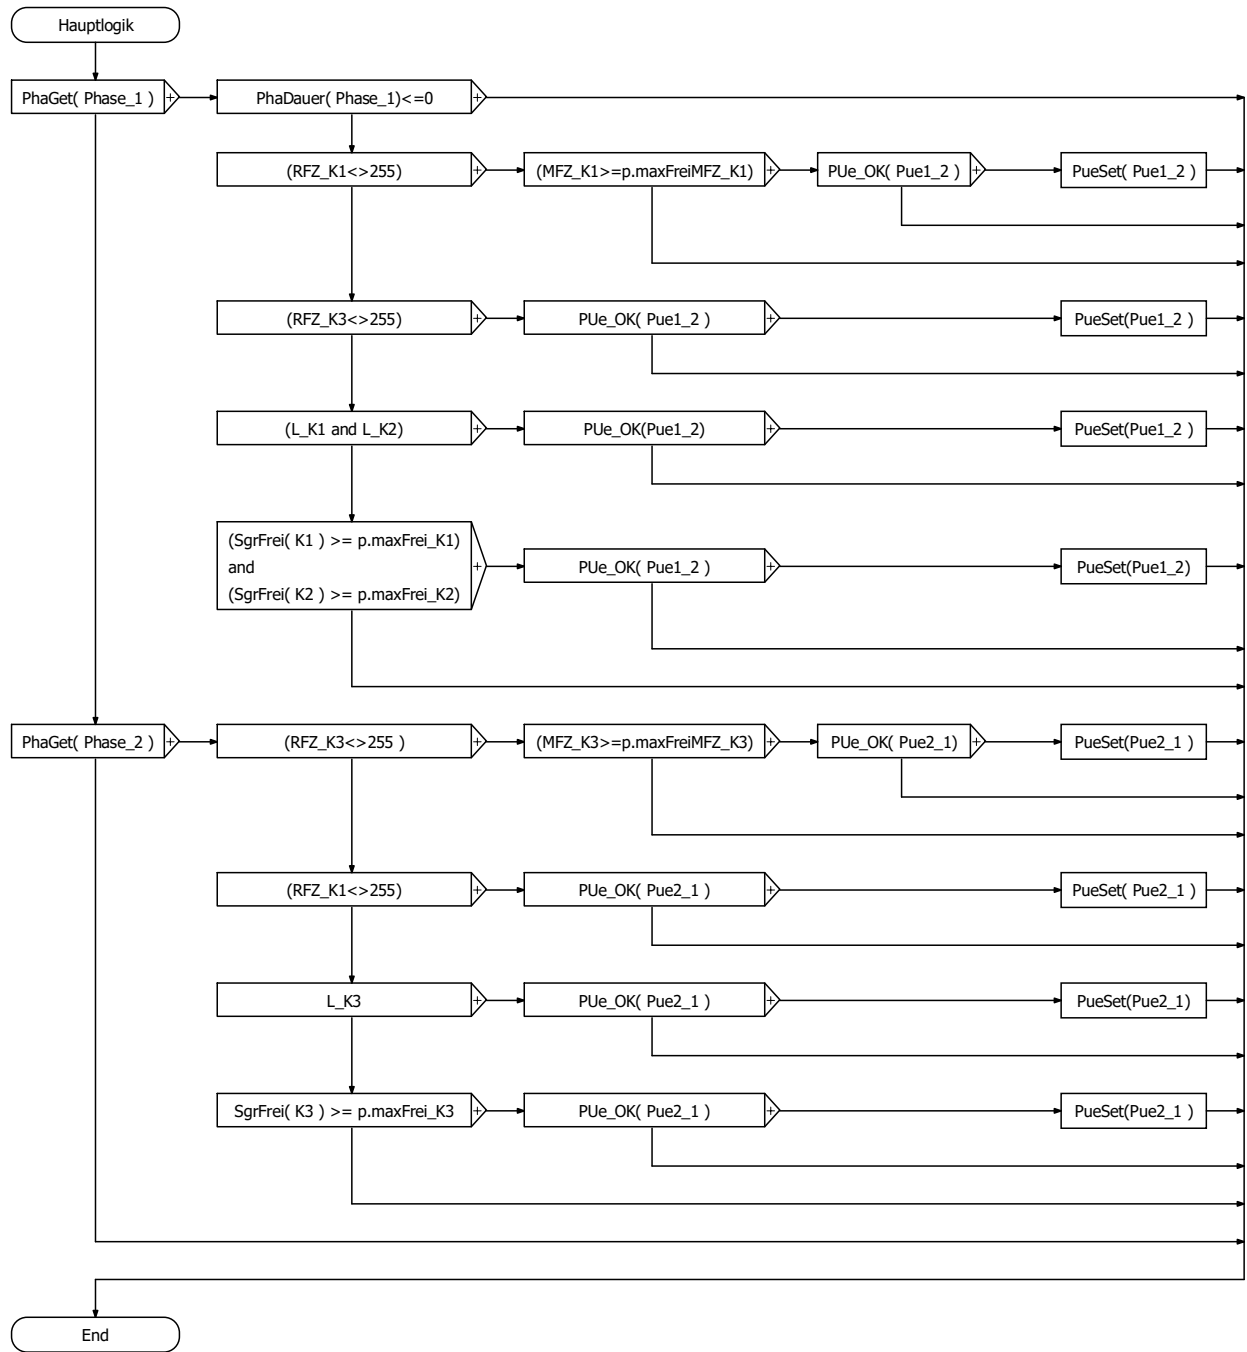 Hauptlogik
PhaGet( Phase_1 )
+
PhaDauer( Phase_1)<=0
+
(RFZ_K1<>255)
+
(MFZ_K1>=p.maxFreiMFZ_K1)
+
PUe_OK( Pue1_2 )
+
PueSet( Pue1_2 )
(RFZ_K3<>255)
+
PUe_OK( Pue1_2 )
+
PueSet(Pue1_2 )
(L_K1 and L_K2)
+
PUe_OK(Pue1_2)
+
PueSet(Pue1_2 )
(SgrFrei( K1 ) >= p.maxFrei_K1)
and
(SgrFrei( K2 ) >= p.maxFrei_K2)
+
PUe_OK( Pue1_2 )
+
PueSet(Pue1_2)
PhaGet( Phase_2 )
+
(RFZ_K3<>255 )
+
(MFZ_K3>=p.maxFreiMFZ_K3)
+
PUe_OK( Pue2_1)
+
PueSet(Pue2_1 )
(RFZ_K1<>255)
+
PUe_OK( Pue2_1 )
+
PueSet( Pue2_1 )
L_K3
+
PUe_OK( Pue2_1 )
+
PueSet(Pue2_1)
SgrFrei( K3 ) >= p.maxFrei_K3
+
PUe_OK( Pue2_1 )
+
PueSet(Pue2_1 )
End